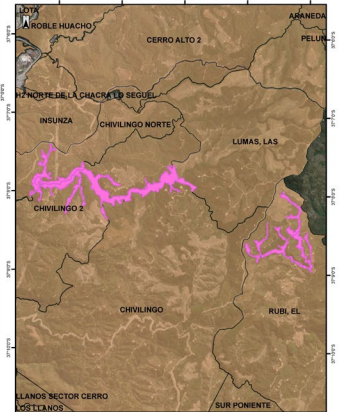 LOTA
N
ROBLE HUACHO
ARANEDA
CERRO ALTO 2
PELUN
H2 NORTE DE LA CHACRA LO SEGUEL
INSUNZA
CHIVILINGO NORTE
LUMAS, LAS
CHIVILINGO 2
CHIVILINGO
RUBI, EL
LLANOS SECTOR CERRO
LOS LLANOS
SUR PONIENTE